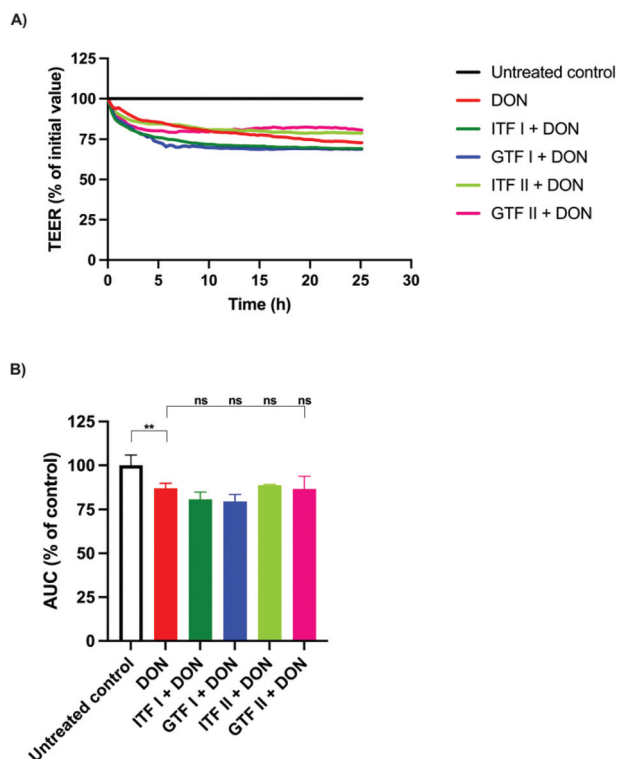 A)
TEER (% of initial value)
125
100
75
50
25
0
0 5 10 15 20 25 30
Time (h)
Untreated control
DON
ITF I + DON
GTF I + DON
ITF II + DON
GTF II + DON
B)
AUC (% of control)
125
100
75
50
25
0
**
ns ns ns ns
Untreated control
DON
ITF I + DON
GTF I + DON
ITF II + DON
GTF II + DON